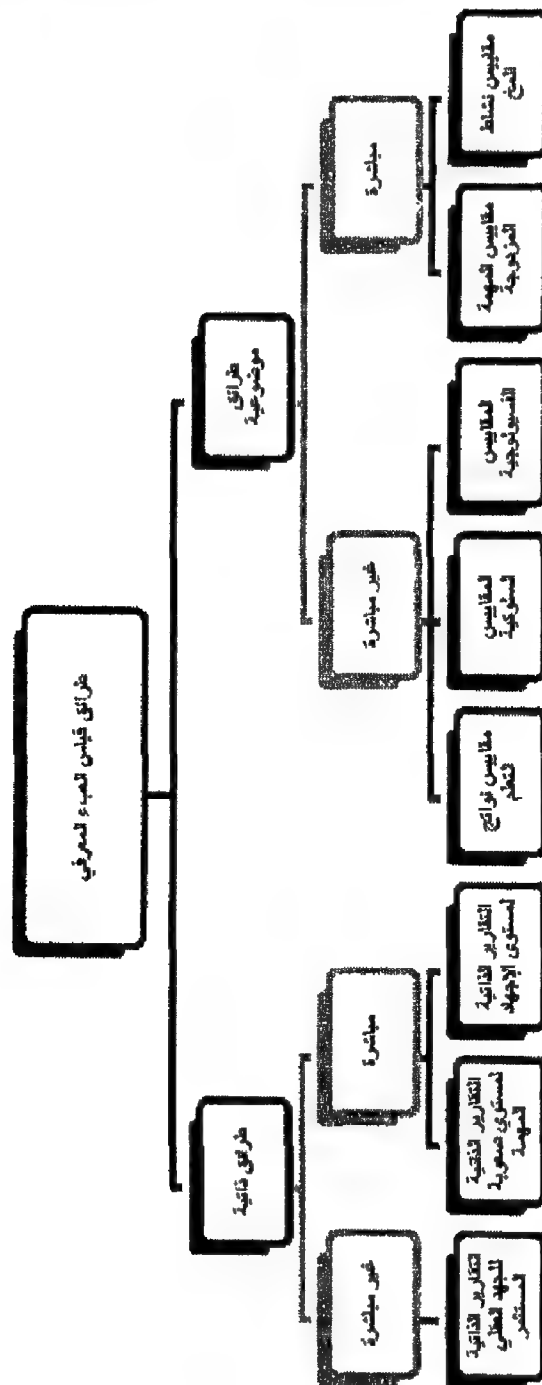 طرائق قياس العبء المعرفي
طرائق
موضوعية
طرائق ذاتية
مباشرة
غير مباشرة
مباشرة
غير مباشرة
مقاييس نشاط
المخ
مقاييس المهمة
المزدوجة
المقاييس
الفسيولوجية
المقاييس
السلوكية
مقاييس نواتج
التعلم
التقارير الذاتية
لمستوى الإجهاد
التقارير الذاتية
لمستوى صعوبة
المهمة
التقارير الذاتية
للجهد العقلي
المستثمر